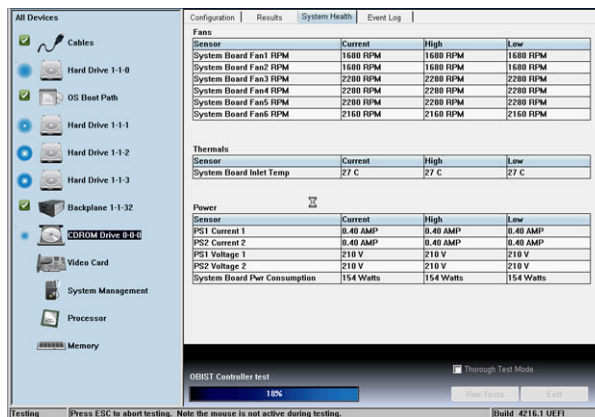 All Devices
Cables
Hard Drive 1-1-0
OS Boot Path
Hard Drive 1-1-1
Hard Drive 1-1-2
Hard Drive 1-1-3
Backplane 1-1-32
CDROM Drive 0-0-0
Video Card
System Management
Processor
Memory
Configuration Results System Health Event Log
Fans
Sensor Current High Low
System Board Fan1 RPM 1680 RPM 1680 RPM 1680 RPM
System Board Fan2 RPM 1680 RPM 1680 RPM 1680 RPM
System Board Fan3 RPM 2280 RPM 2280 RPM 2280 RPM
System Board Fan4 RPM 2280 RPM 2280 RPM 2280 RPM
System Board Fan5 RPM 2280 RPM 2280 RPM 2280 RPM
System Board Fan6 RPM 2160 RPM 2160 RPM 2160 RPM
Thermals
Sensor Current High Low
System Board Inlet Temp 27 C 27 C 27 C
Power
Sensor Current High Low
PS1 Current 1 0.40 AMP 0.40 AMP 0.40 AMP
PS2 Current 2 0.40 AMP 0.40 AMP 0.40 AMP
PS1 Voltage 1 210 V 210 V 210 V
PS2 Voltage 2 210 V 210 V 210 V
System Board Pwr Consumption 154 Watts 154 Watts 154 Watts
OBIST Controller test
18%
Thorough Test Mode
Run Tests Exit
Testing Press ESC to abort testing. Note the mouse is not active during testing. Build 4216.1 UEFI